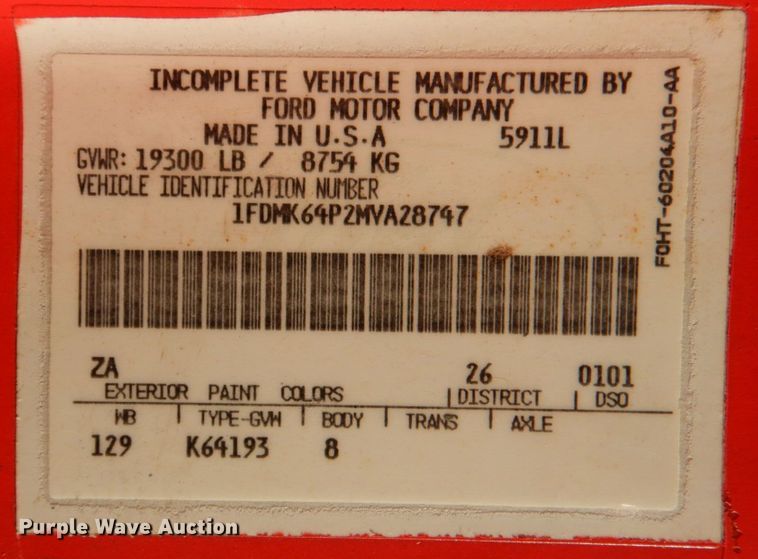 INCOMPLETE VEHICLE MANUFACTURED BY
FORD MOTOR COMPANY
MADE IN U.S.A 5911L
GVWR: 19300 LB / 8754 KG
VEHICLE IDENTIFICATION NUMBER
1FDMK64P2MVA28747
F0HT-60204A10-AA
ZA 26 0101
EXTERIOR PAINT COLORS | DISTRICT | DSO
WB | TYPE-GVW | BODY | TRANS | AXLE
129 K64193 8
Purple Wave Auction